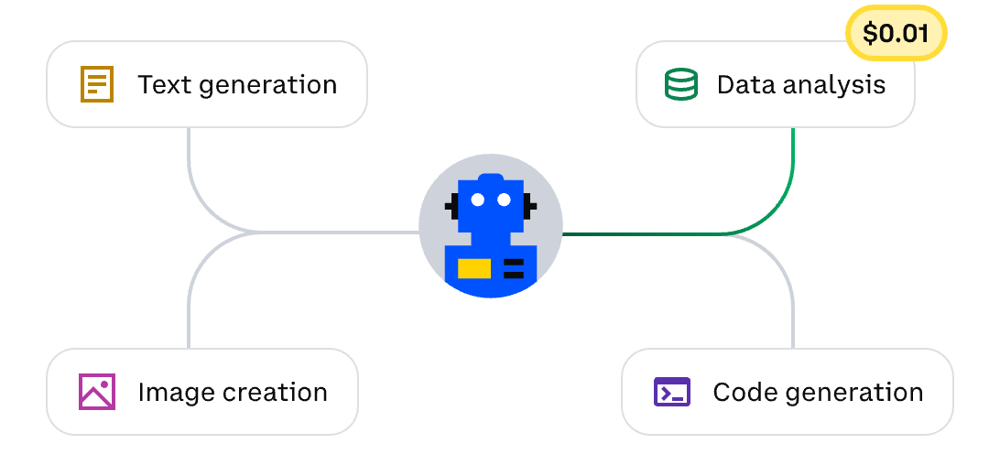 Text generation
$0.01
Data analysis
Image creation
Code generation